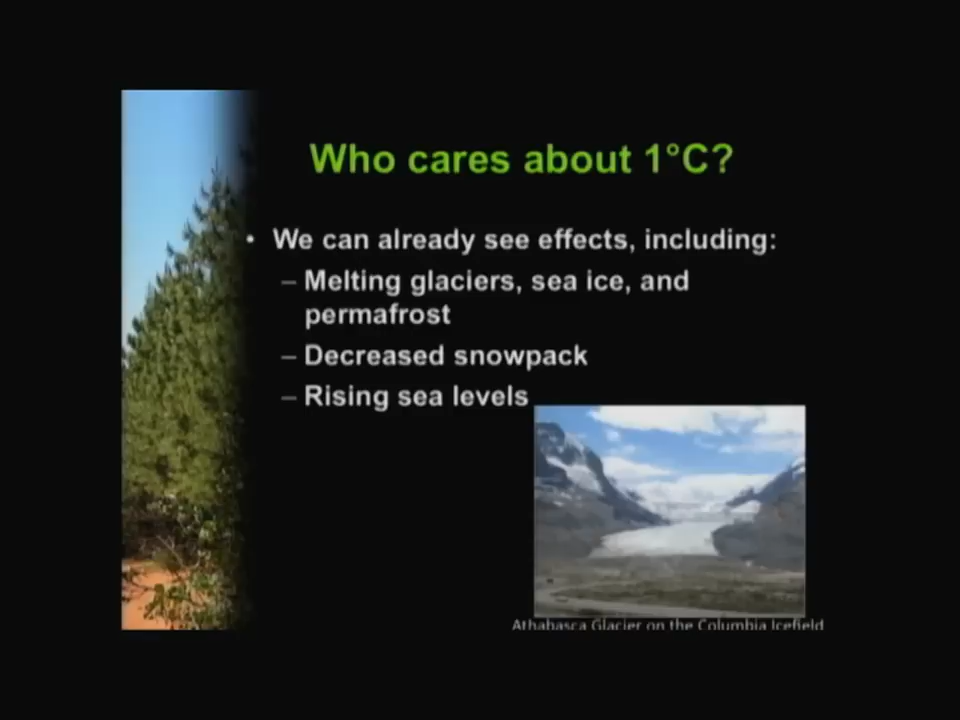 Who cares about 1°C?
• We can already see effects, including:
– Melting glaciers, sea ice, and
permafrost
– Decreased snowpack
– Rising sea levels
Athabasca Glacier on the Columbia Icefield